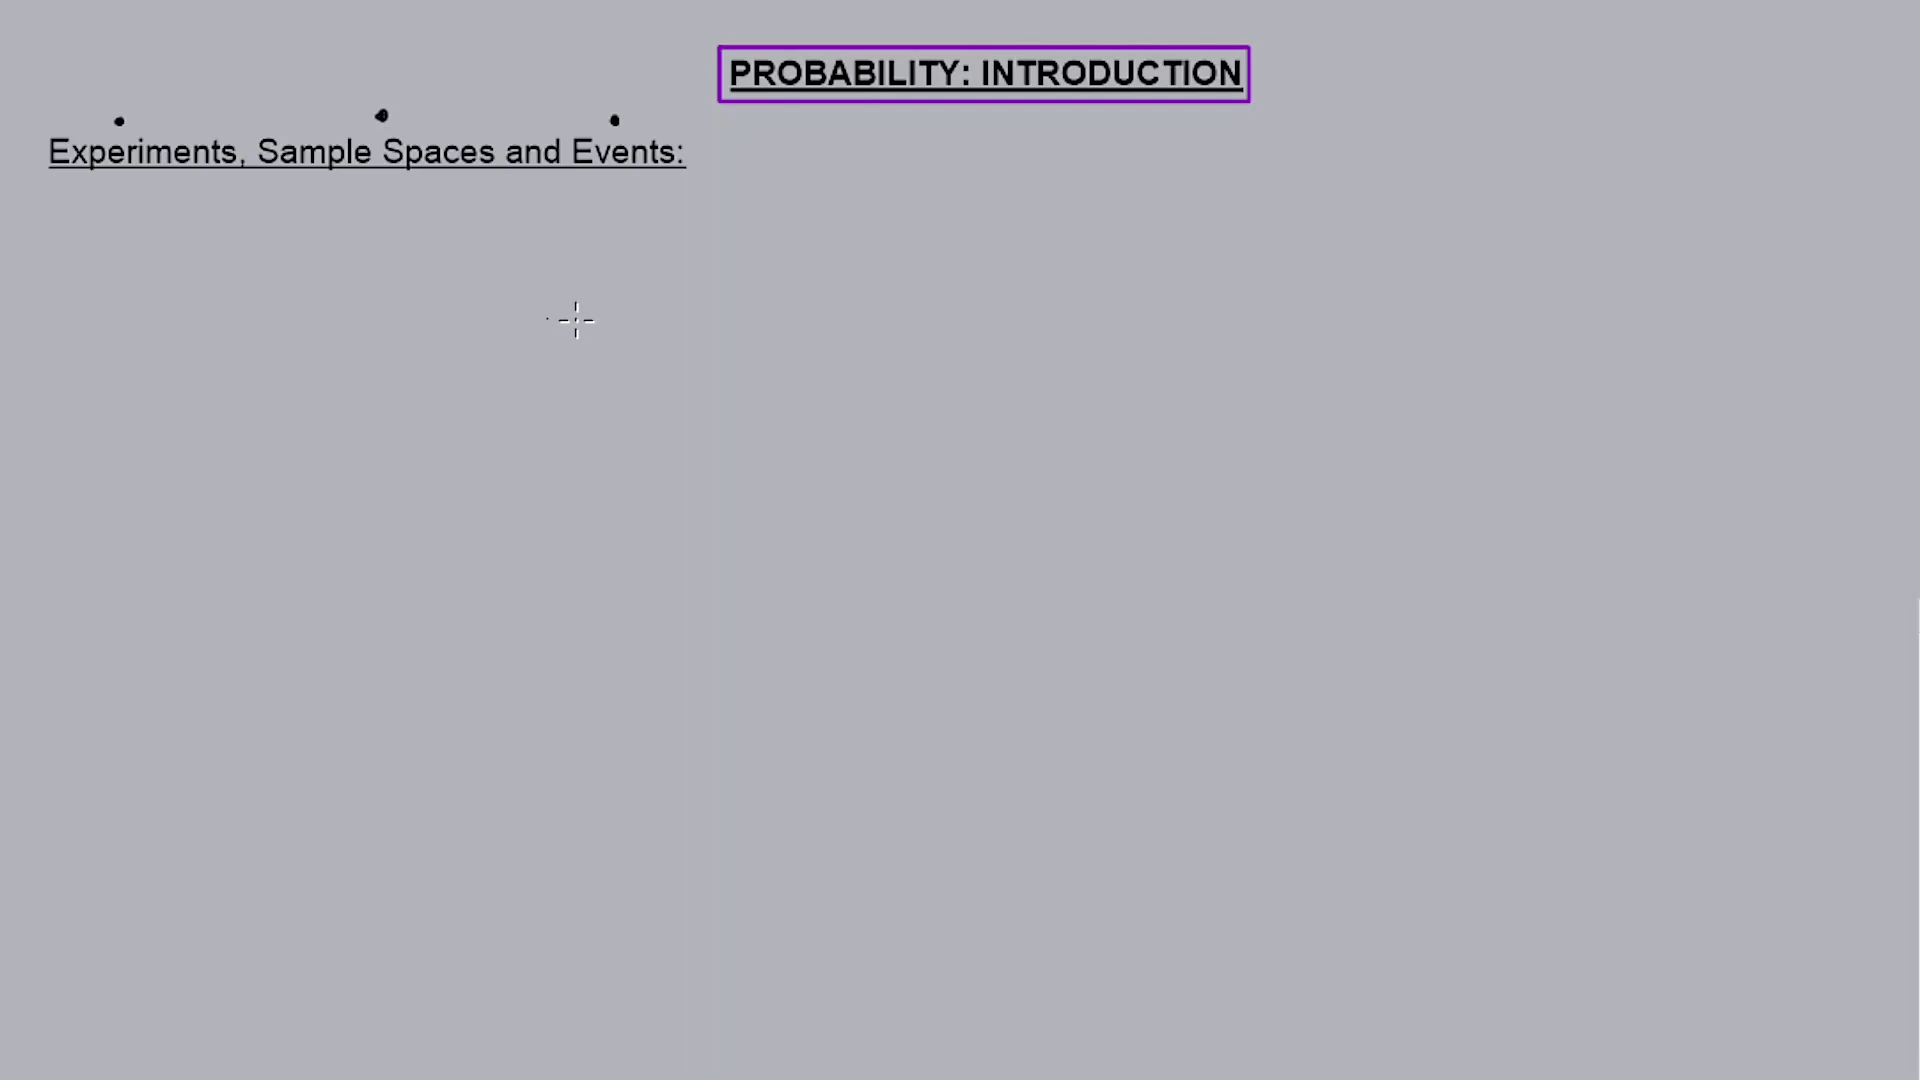 PROBABILITY: INTRODUCTION
Experiments, Sample Spaces and Events: